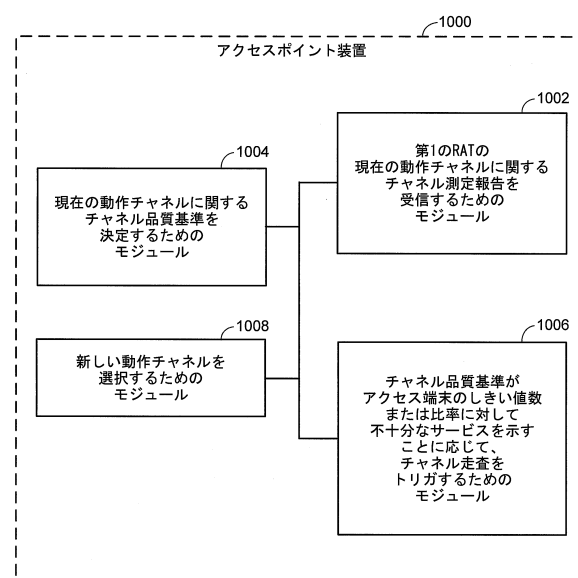 1000
アクセスポイント装置
1002
第1のRATの
現在の動作チャネルに関する
チャネル測定報告を
受信するための
モジュール
1004
現在の動作チャネルに関する
チャネル品質基準を
決定するための
モジュール
1008
新しい動作チャネルを
選択するための
モジュール
1006
チャネル品質基準が
アクセス端末のしきい値数
または比率に対して
不十分なサービスを示す
ことに応じて、
チャネル走査を
トリガするための
モジュール